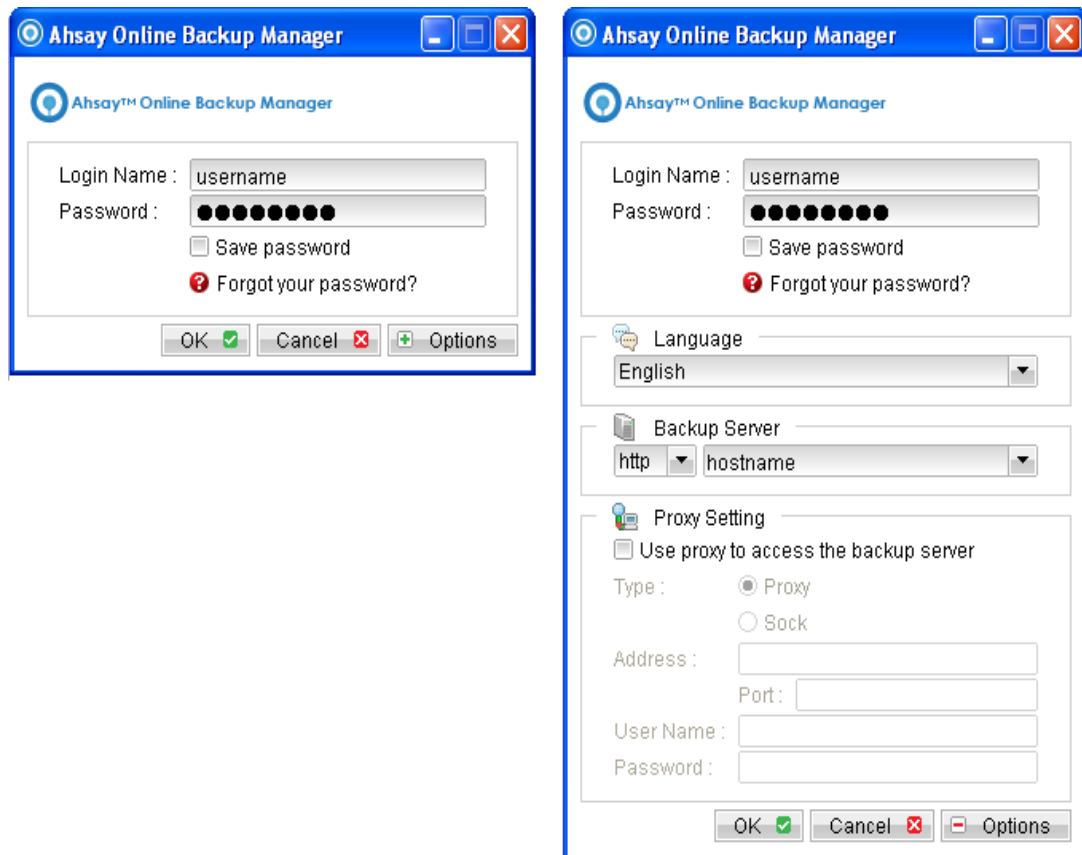 Ahsay Online Backup Manager
Ahsay™ Online Backup Manager
Login Name : username
Password : ●●●●●●●●
Save password
Forgot your password?
OK Cancel Options
Ahsay Online Backup Manager
Ahsay™ Online Backup Manager
Login Name : username
Password : ●●●●●●●●
Save password
Forgot your password?
Language
English
Backup Server
http hostname
Proxy Setting
Use proxy to access the backup server
Type : Proxy
Sock
Address :
Port :
User Name :
Password :
OK Cancel Options